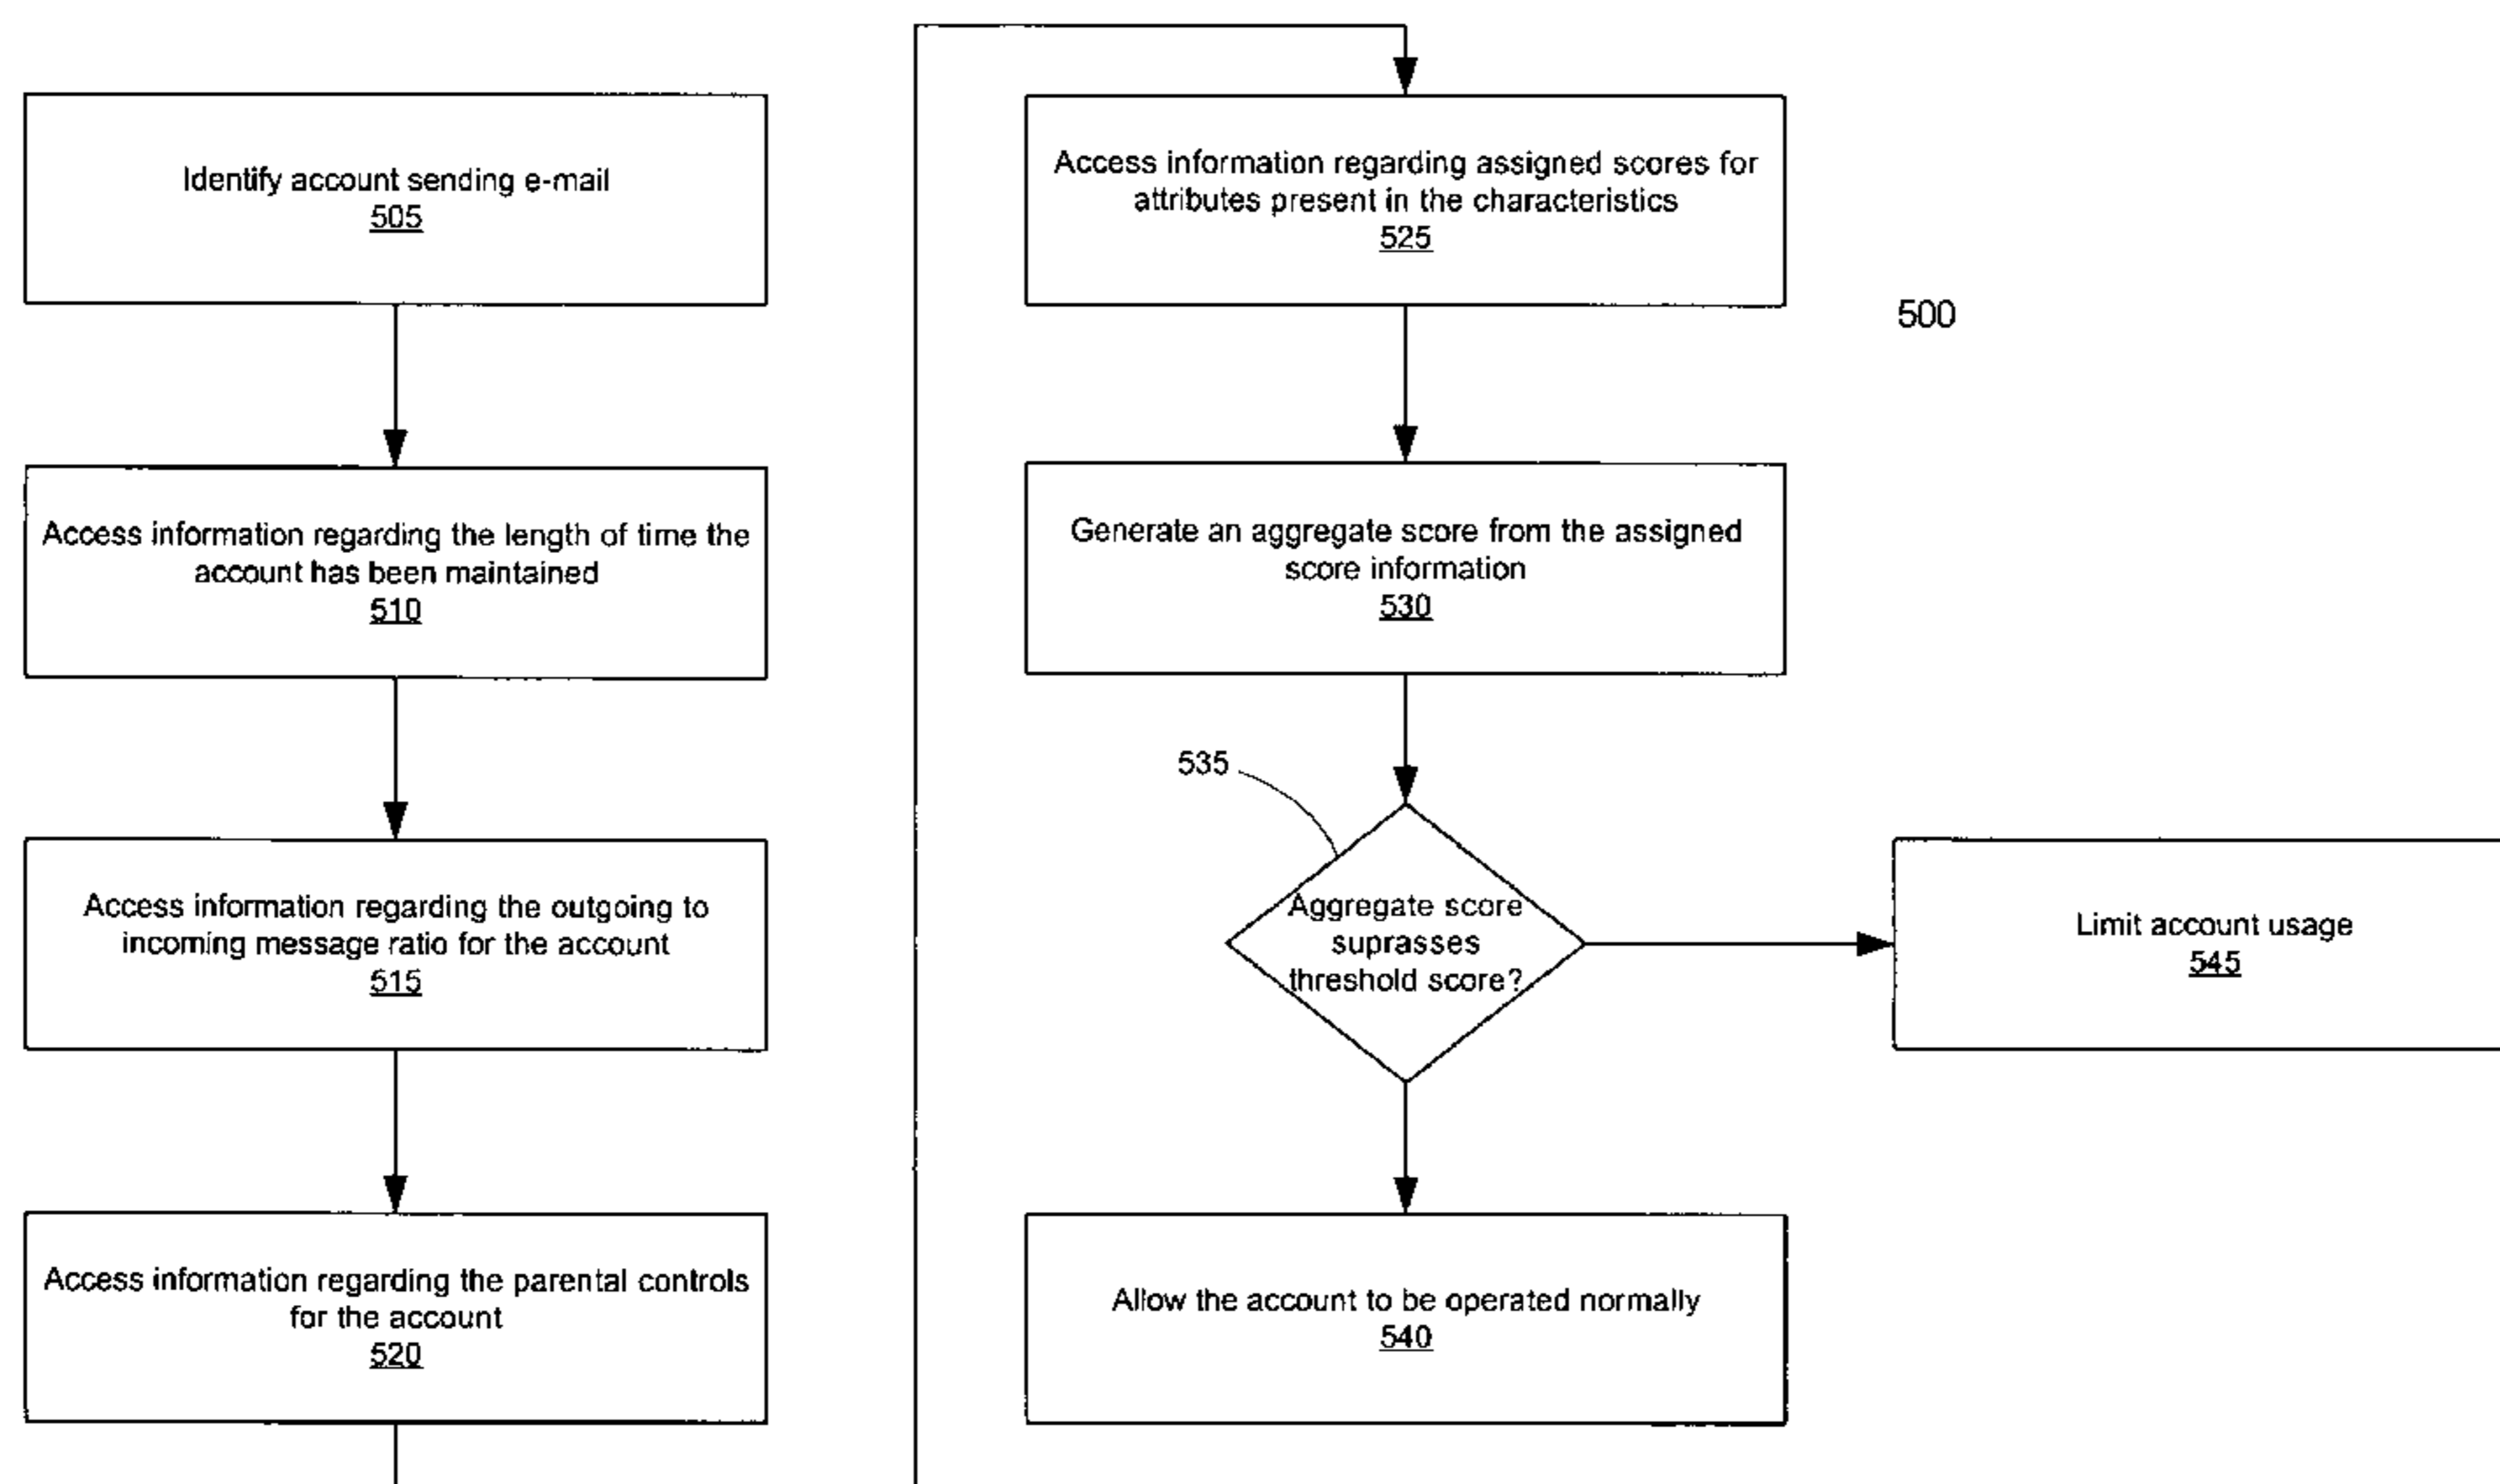 Identify account sending e-mail
505
Access information regarding the length of time the
account has been maintained
510
Access information regarding the outgoing to
incoming message ratio for the account
515
Access information regarding the parental controls
for the account
520
Access information regarding assigned scores for
attributes present in the characteristics
525
500
Generate an aggregate score from the assigned
score information
530
535
Aggregate score
suprasses
threshold score?
Limit account usage
545
Allow the account to be operated normally
540